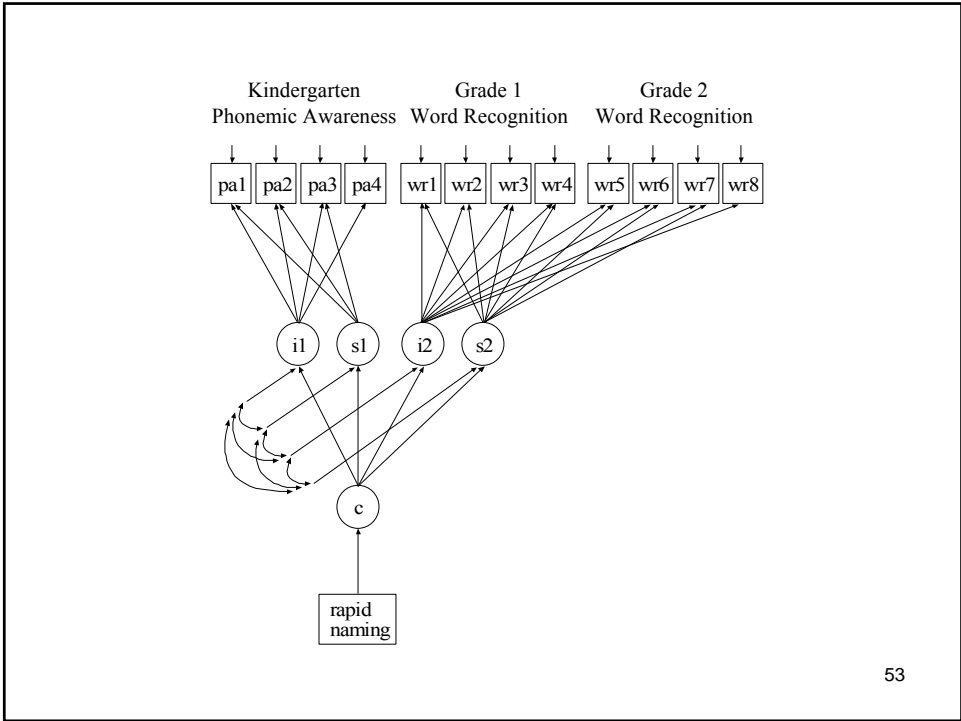 Kindergarten
Phonemic Awareness
Grade 1
Word Recognition
Grade 2
Word Recognition
pa1 pa2 pa3 pa4 wr1 wr2 wr3 wr4 wr5 wr6 wr7 wr8
i1 s1 i2 s2
c
rapid
naming
53